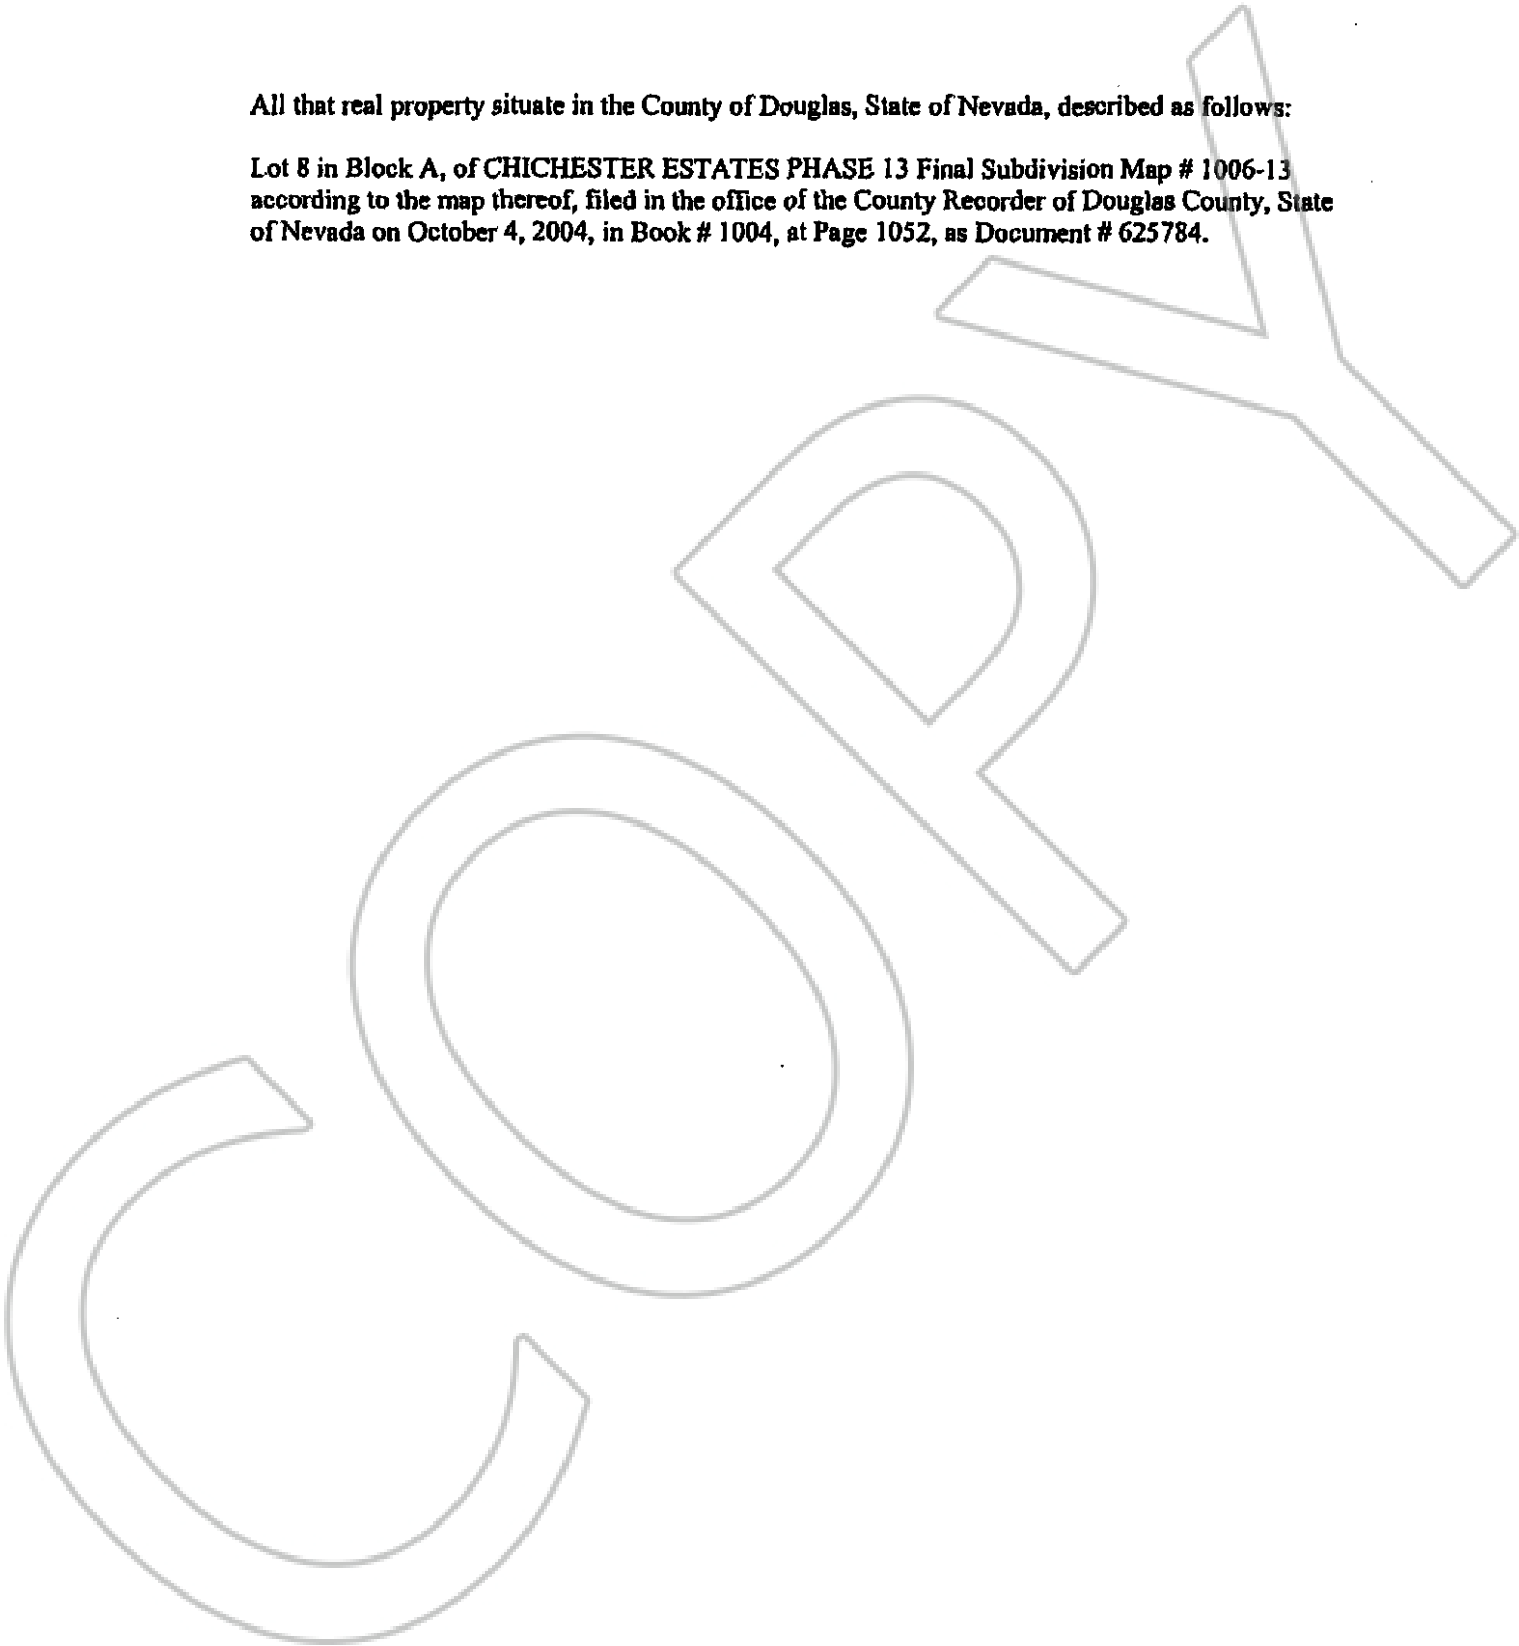 All that real property situate in the County of Douglas, State of Nevada, described as follows:
Lot 8 in Block A, of CHICHESTER ESTATES PHASE 13 Final Subdivision Map # 1006-13
according to the map thereof, filed in the office of the County Recorder of Douglas County, State
of Nevada on October 4, 2004, in Book # 1004, at Page 1052, as Document # 625784.
COPY